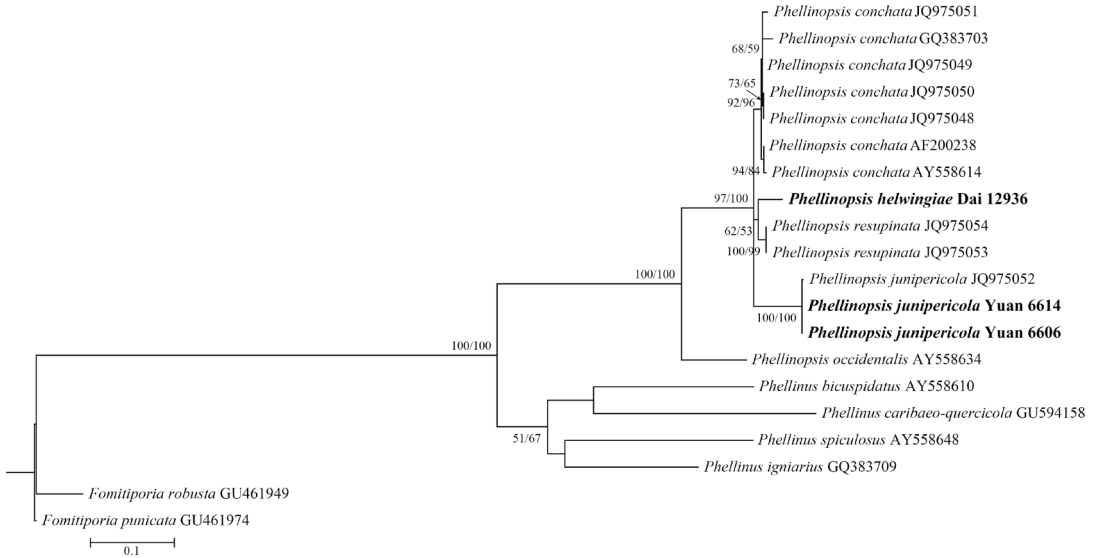 Phellinopsis conchata JQ975051
Phellinopsis conchata GQ383703
68/59
Phellinopsis conchata JQ975049
73/65
Phellinopsis conchata JQ975050
92/96
Phellinopsis conchata JQ975048
Phellinopsis conchata AF200238
94/84
Phellinopsis conchata AY558614
97/100
Phellinopsis helwingiae Dai 12936
Phellinopsis resupinata JQ975054
62/53
100/99
Phellinopsis resupinata JQ975053
100/100
Phellinopsis junipericola JQ975052
Phellinopsis junipericola Yuan 6614
100/100
Phellinopsis junipericola Yuan 6606
100/100
Phellinopsis occidentalis AY558634
Phellinus bicuspidatus AY558610
Phellinus caribaeo-quercicola GU594158
51/67
Phellinus spiculosus AY558648
Phellinus igniarius GQ383709
Fomitiporia robusta GU461949
Fomitiporia punicata GU461974
0.1